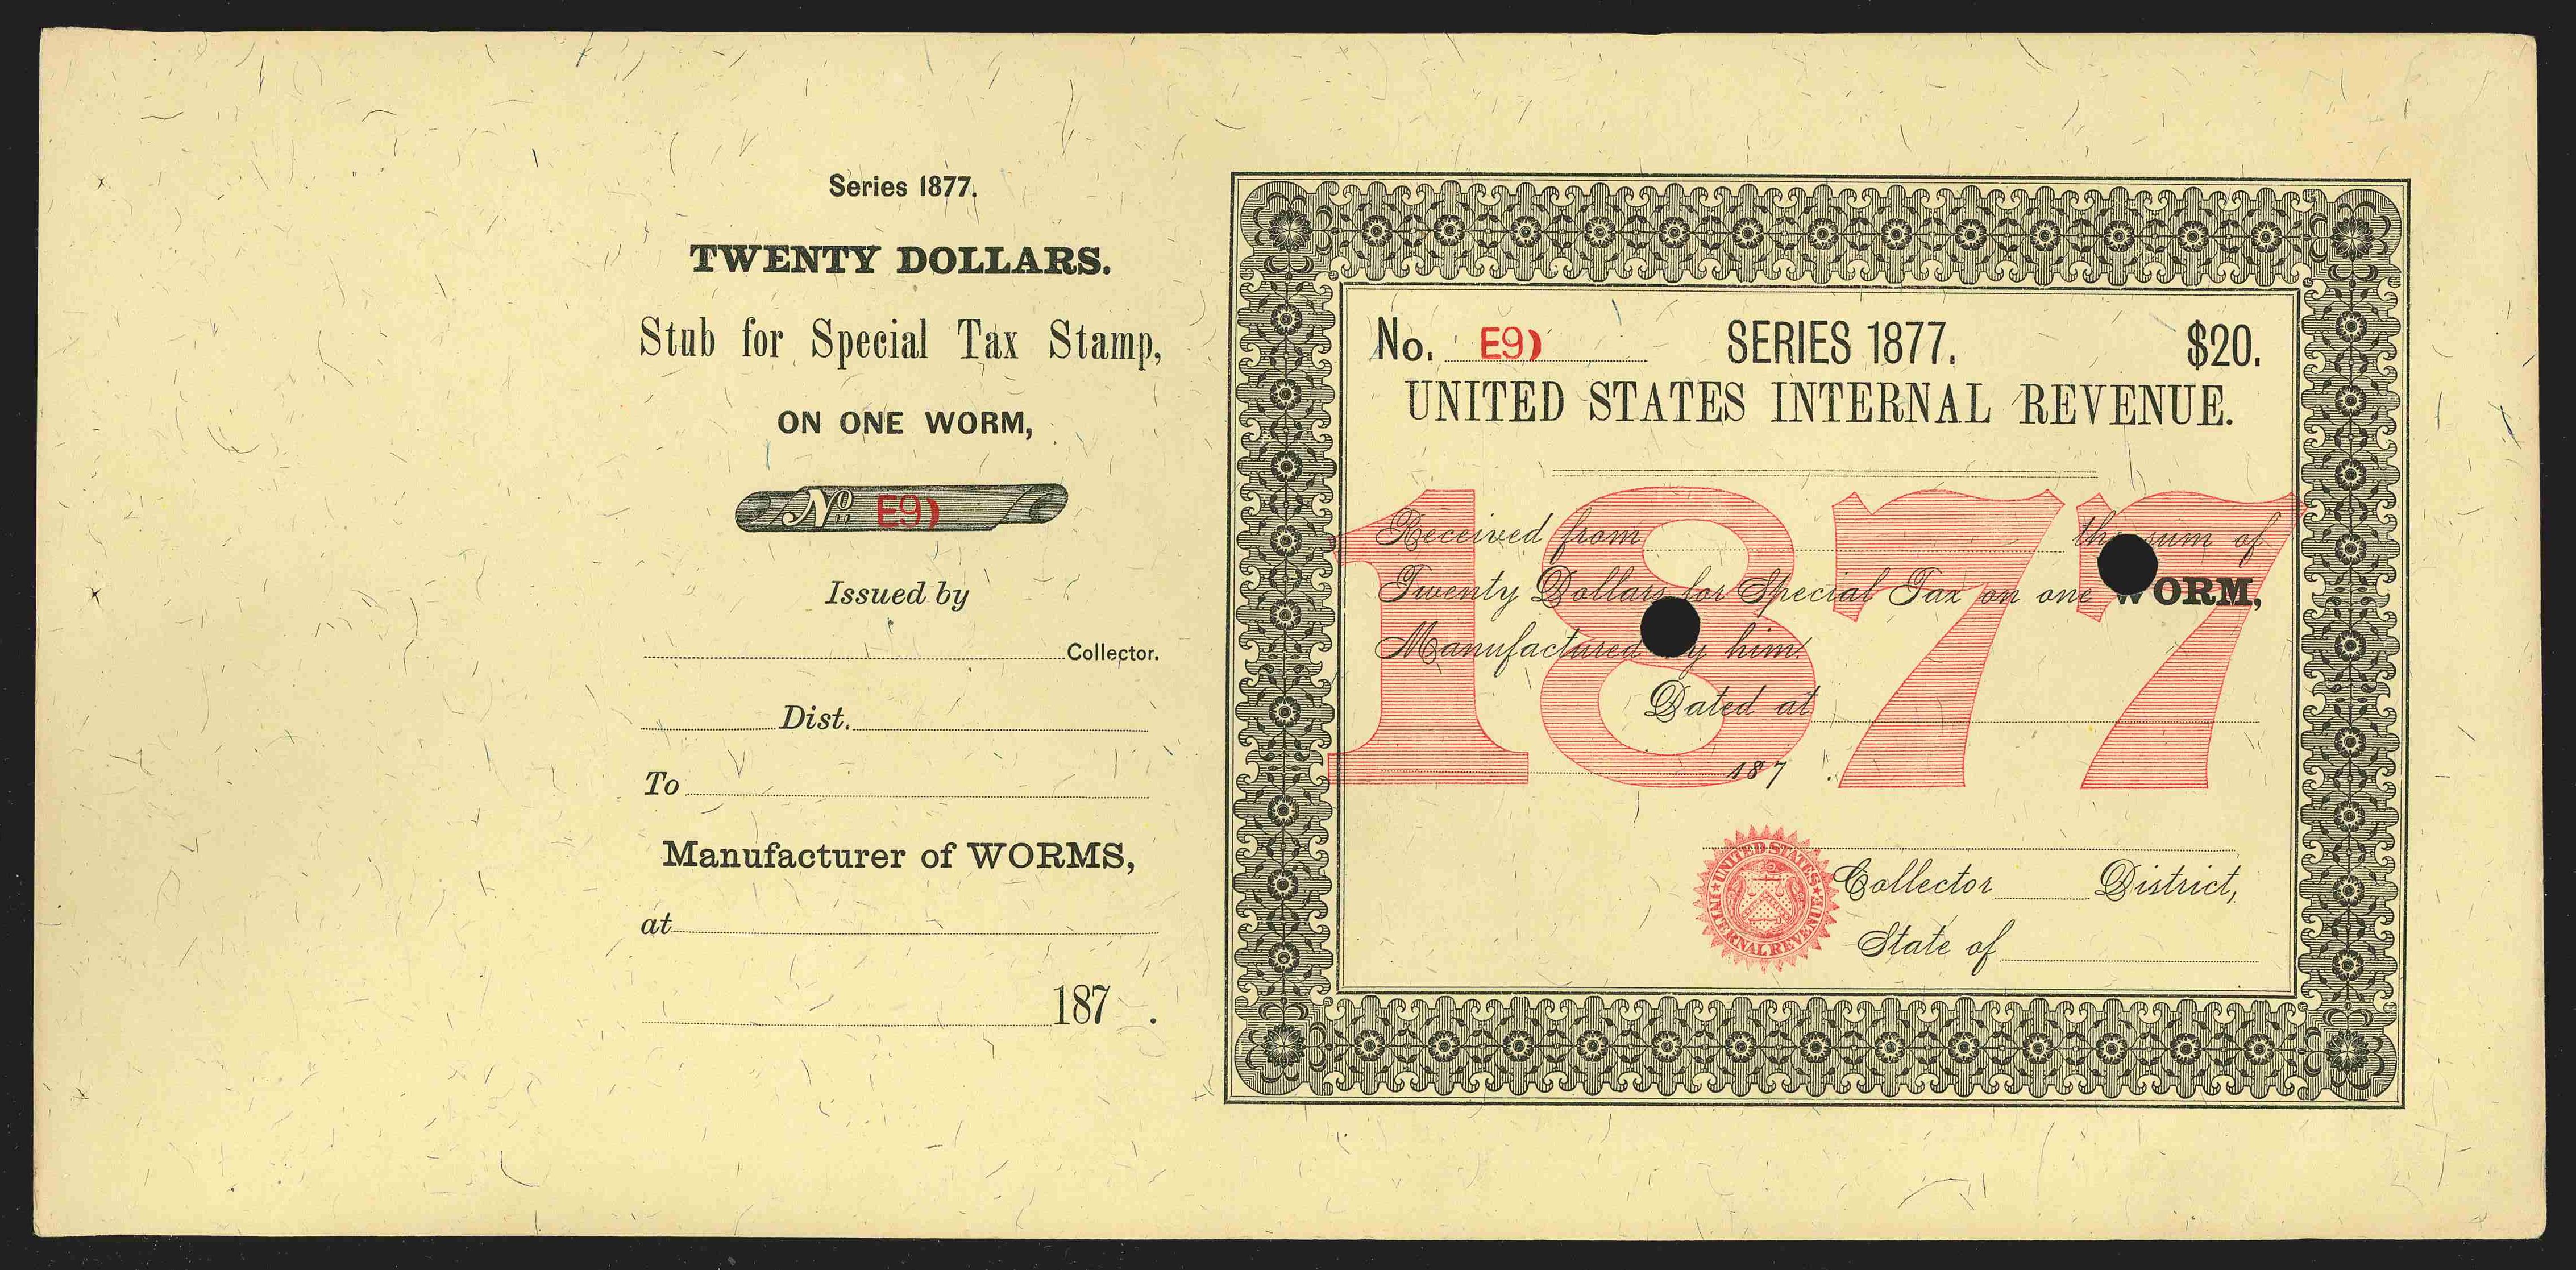 Series 1877.
TWENTY DOLLARS.
Stub for Special Tax Stamp,
ON ONE WORM,
No. E9)
Issued by
Collector.
Dist.
To
Manufacturer of WORMS,
at
187 .
No. E9) SERIES 1877. $20.
UNITED STATES INTERNAL REVENUE.
1877
Received from the sum of
Twenty Dollars for Special Tax on one WORM,
Manufactured by him.
Dated at
187 .
UNITED STATES INTERNAL REVENUE
Collector District,
State of